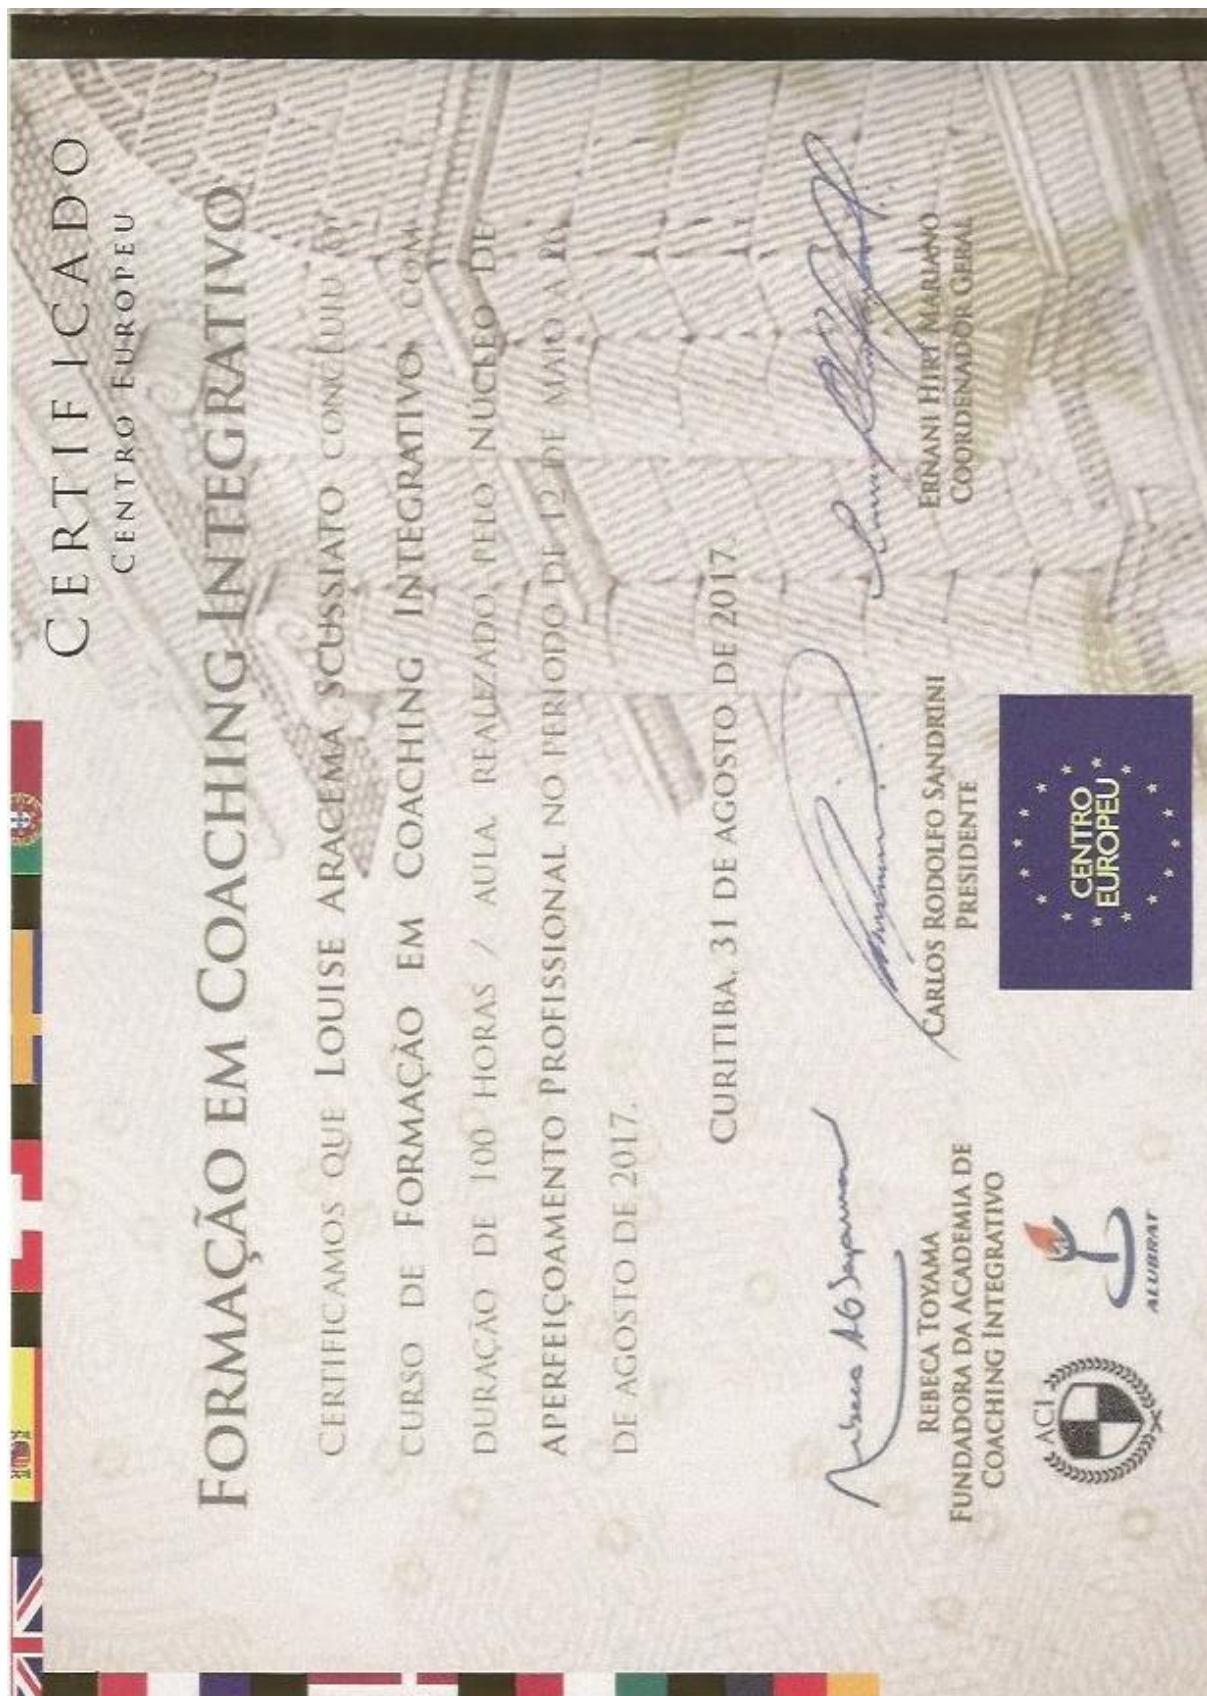 CERTIFICADO
CENTRO EUROPEU
FORMAÇÃO EM COACHING INTEGRATIVO
CERTIFICAMOS QUE LOUISE ARACEMA SCUSSIATO CONCLUIU O
CURSO DE FORMAÇÃO EM COACHING INTEGRATIVO, COM
DURAÇÃO DE 100 HORAS / AULA, REALIZADO PELO NÚCLEO DE
APERFEIÇOAMENTO PROFISSIONAL NO PERÍODO DE 12 DE MAIO A
DE AGOSTO DE 2017.
CURITIBA, 31 DE AGOSTO DE 2017.
REBECA TOYAMA
FUNDADORA DA ACADEMIA DE
COACHING INTEGRATIVO
CARLOS RODOLFO SANDRINI
PRESIDENTE
ERNANI HIRT MARIANO
COORDENADOR GERAL
ACI
ALUBRAT
CENTRO
EUROPEU